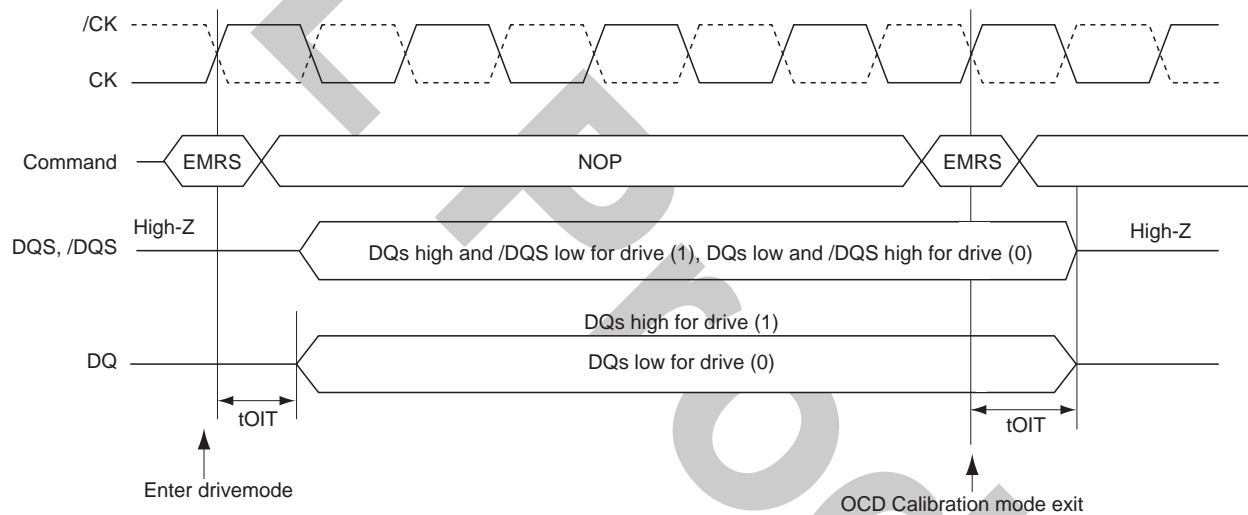 /CK
CK
Command
EMRS
NOP
EMRS
High-Z
DQS, /DQS
DQs high and /DQS low for drive (1), DQs low and /DQS high for drive (0)
High-Z
DQs high for drive (1)
DQ
DQs low for drive (0)
tOIT
tOIT
Enter drivemode
OCD Calibration mode exit